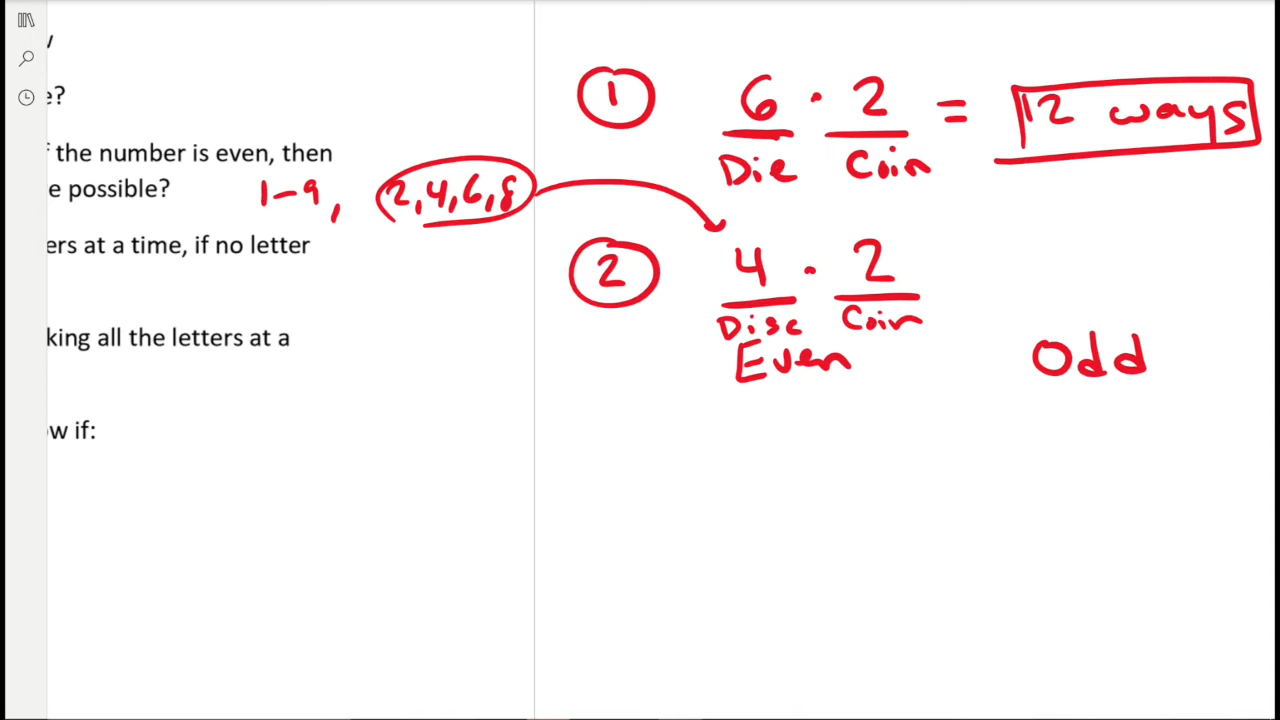 e?
f the number is even, then
e possible?
1-9, 2,4,6,8
ers at a time, if no letter
king all the letters at a
w if:
1 6 · 2 = 12 ways
Die Coin
2 4 · 2
Disc Coin
Even Odd